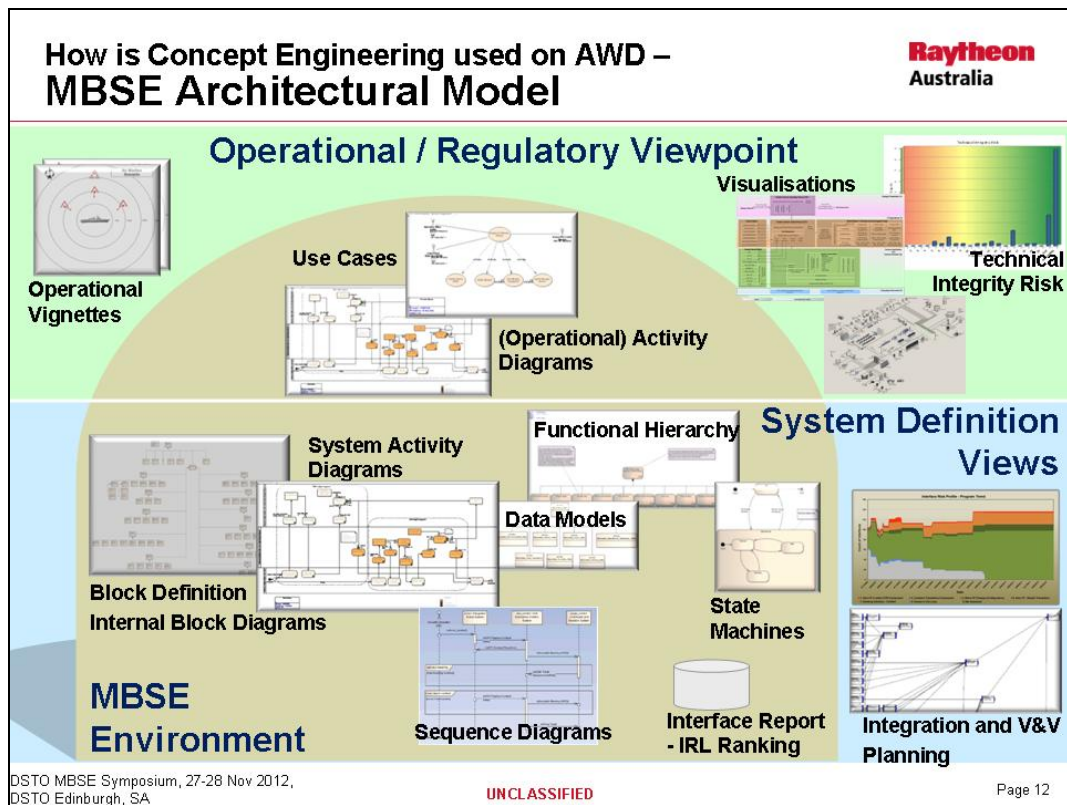 How is Concept Engineering used on AWD –
MBSE Architectural Model
Raytheon
Australia
Operational / Regulatory Viewpoint
Operational
Vignettes
Use Cases
(Operational) Activity
Diagrams
Visualisations
Technical
Integrity Risk
System Definition
Views
System Activity
Diagrams
Functional Hierarchy
Data Models
Block Definition
Internal Block Diagrams
State
Machines
Sequence Diagrams
Interface Report
- IRL Ranking
Integration and V&V
Planning
MBSE
Environment
DSTO MBSE Symposium, 27-28 Nov 2012,
DSTO Edinburgh, SA
UNCLASSIFIED
Page 12